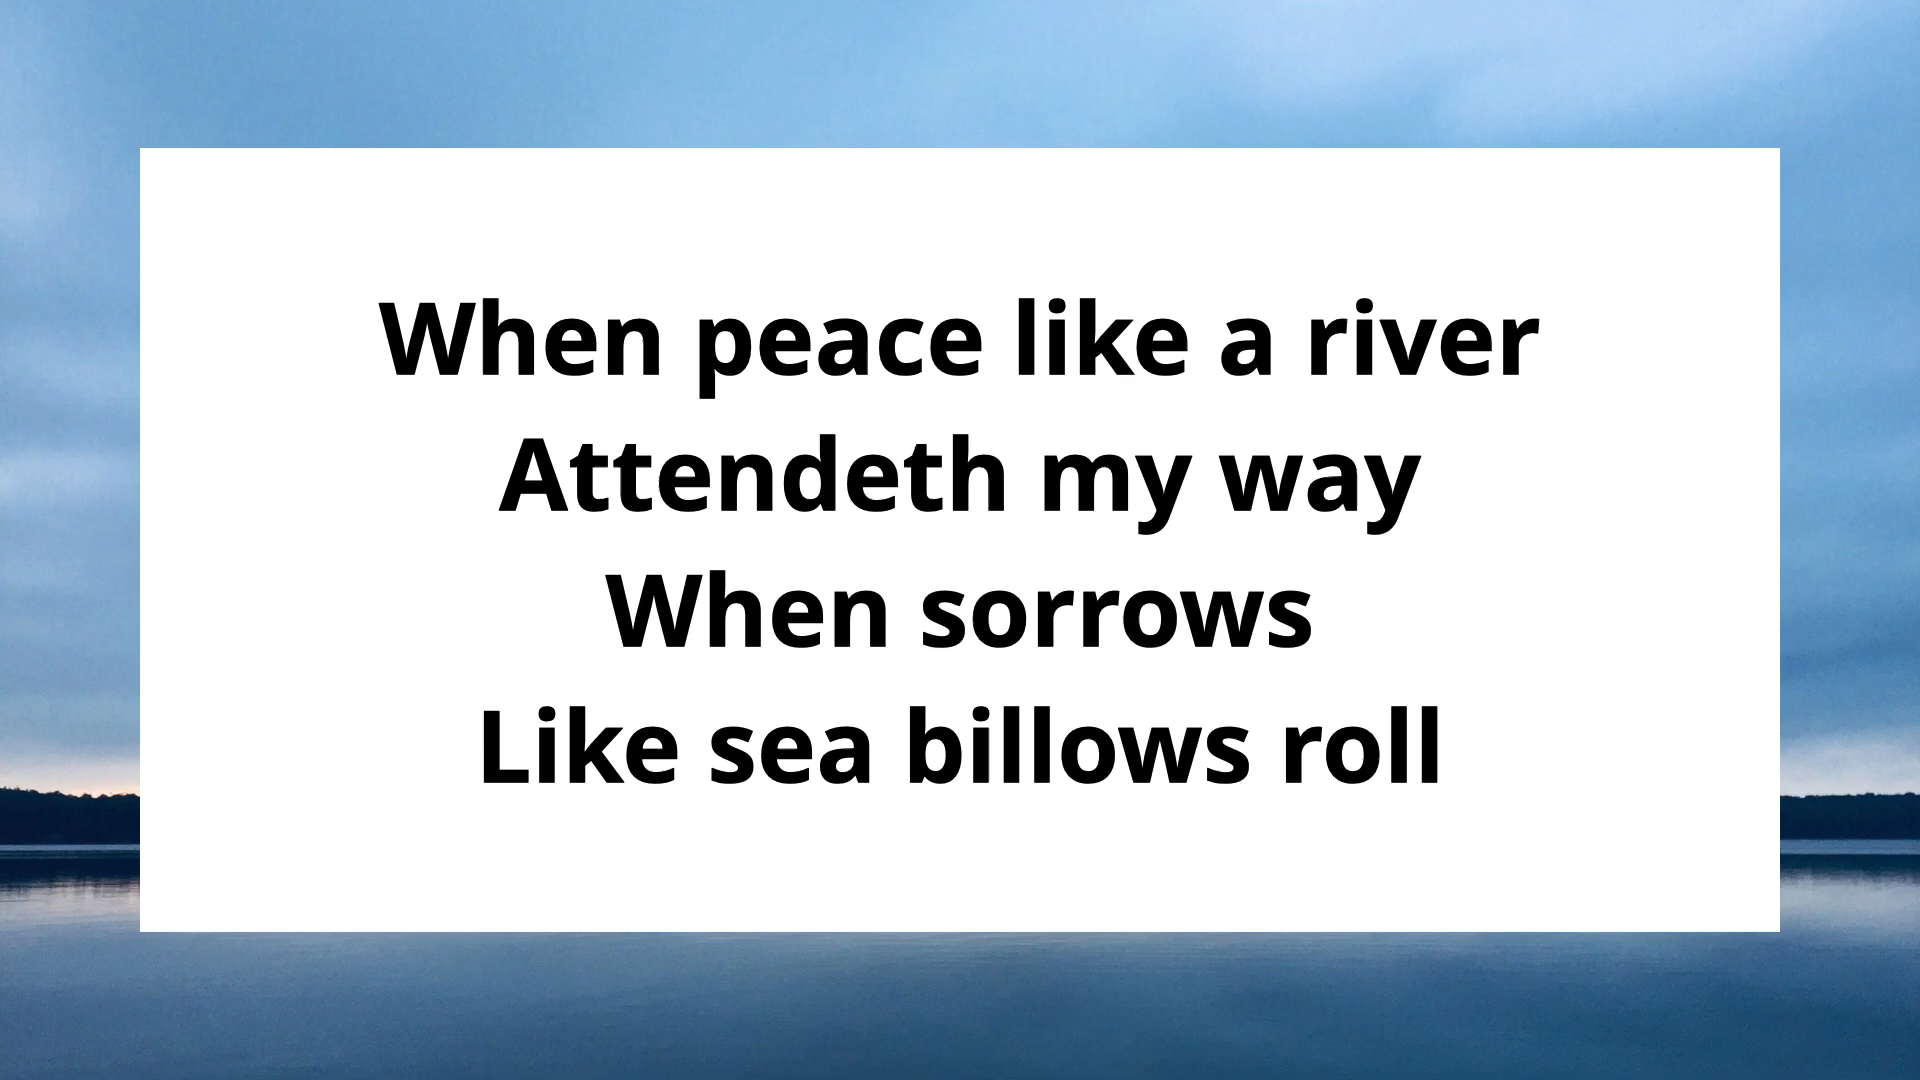 When peace like a river
Attendeth my way
When sorrows
Like sea billows roll